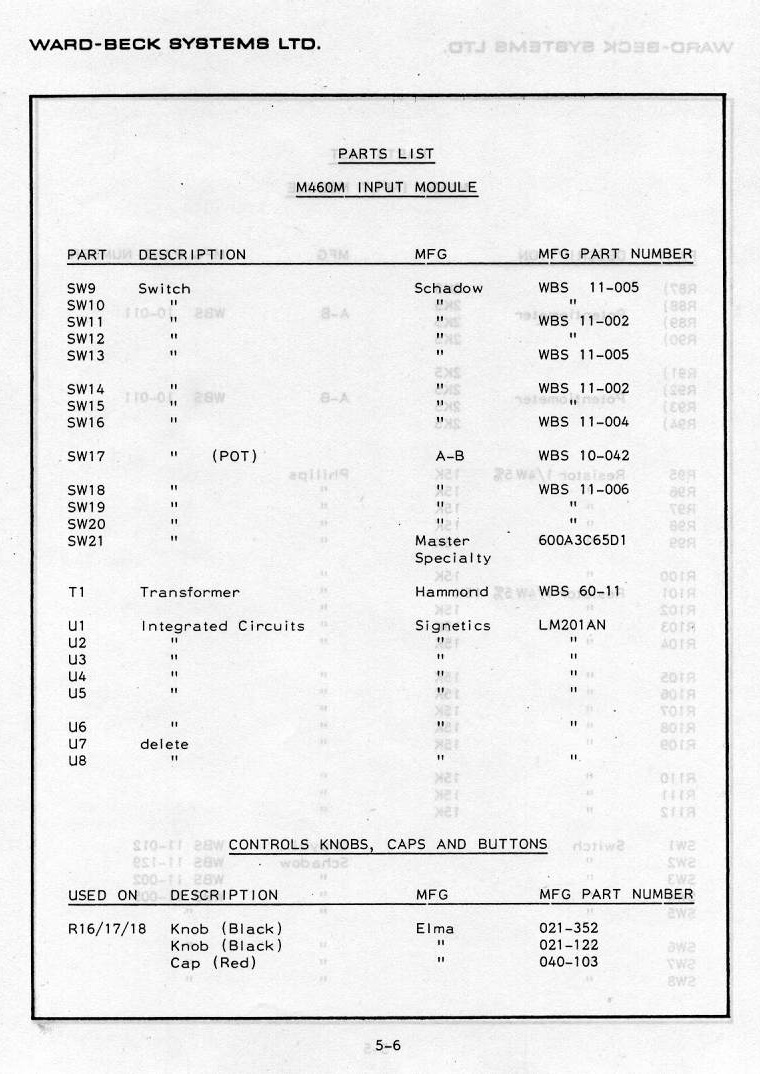 WARD-BECK SYSTEMS LTD.
PARTS LIST
M460M INPUT MODULE
PART DESCRIPTION MFG MFG PART NUMBER
SW9 Switch Schadow WBS 11-005
SW10 " " "
SW11 " " WBS 11-002
SW12 " " "
SW13 " " WBS 11-005
SW14 " " WBS 11-002
SW15 " " "
SW16 " " WBS 11-004
SW17 " (POT) A-B WBS 10-042
SW18 " " WBS 11-006
SW19 " " "
SW20 " " "
SW21 " Master 600A3C65D1
Specialty
T1 Transformer Hammond WBS 60-11
U1 Integrated Circuits Signetics LM201AN
U2 " " "
U3 " " "
U4 " " "
U5 " " "
U6 " " "
U7 delete
U8 " " "
CONTROLS KNOBS, CAPS AND BUTTONS
USED ON DESCRIPTION MFG MFG PART NUMBER
R16/17/18 Knob (Black) Elma 021-352
Knob (Black) " 021-122
Cap (Red) " 040-103
5-6